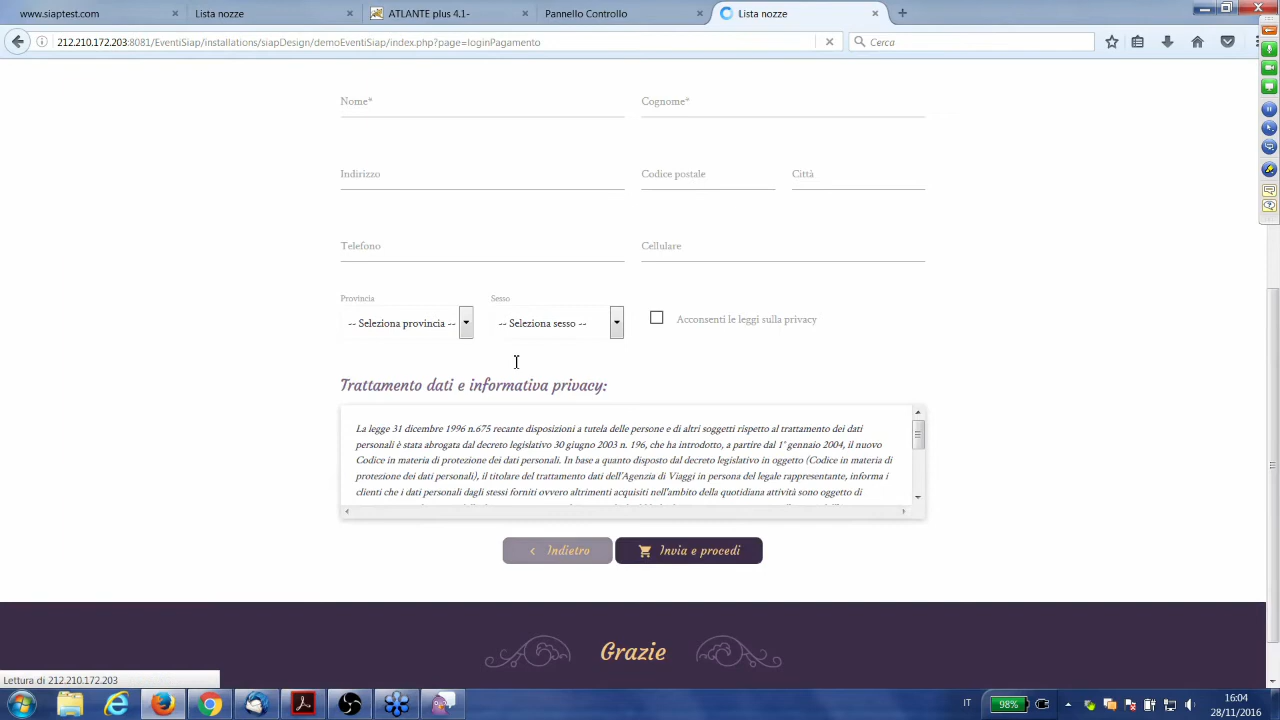 www.siaptest.com
Lista nozze
ATLANTE plus 4.1-
Pannello Controllo
Lista nozze
212.210.172.203:8081/EventiSiap/installations/siapDesign/demoEventiSiap/index.php?page=loginPagamento
Cerca
Nome*
Cognome*
Indirizzo
Codice postale
Città
Telefono
Cellulare
Provincia
Sesso
-- Seleziona provincia --
-- Seleziona sesso --
Acconsenti le leggi sulla privacy
Trattamento dati e informativa privacy:
La legge 31 dicembre 1996 n.675 recante disposizioni a tutela delle persone e di altri soggetti rispetto al trattamento dei dati
personali è stata abrogata dal decreto legislativo 30 giugno 2003 n. 196, che ha introdotto, a partire dal 1° gennaio 2004, il nuovo
Codice in materia di protezione dei dati personali. In base a quanto disposto dal decreto legislativo in oggetto (Codice in materia di
protezione dei dati personali), il titolare del trattamento dati dell'Agenzia di Viaggi in persona del legale rappresentante, informa i
clienti che i dati personali dagli stessi forniti ovvero altrimenti acquisiti nell'ambito della quotidiana attività sono oggetto di
Indietro
Invia e procedi
Grazie
Lettura di 212.210.172.203
IT
98%
16:04
28/11/2016